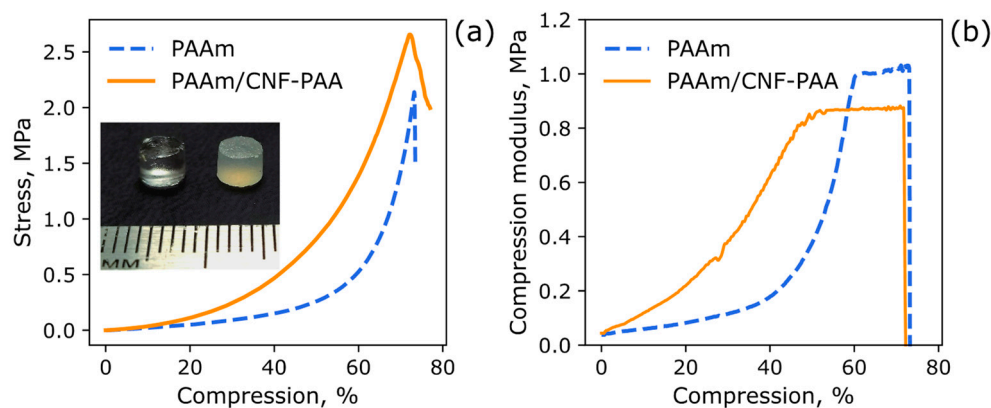 (a)
PAAm
PAAm/CNF-PAA
Stress, MPa
2.5
2.0
1.5
1.0
0.5
0.0
MM
0
20
40
60
80
Compression, %
(b)
PAAm
PAAm/CNF-PAA
Compression modulus, MPa
1.2
1.0
0.8
0.6
0.4
0.2
0.0
0
20
40
60
80
Compression, %